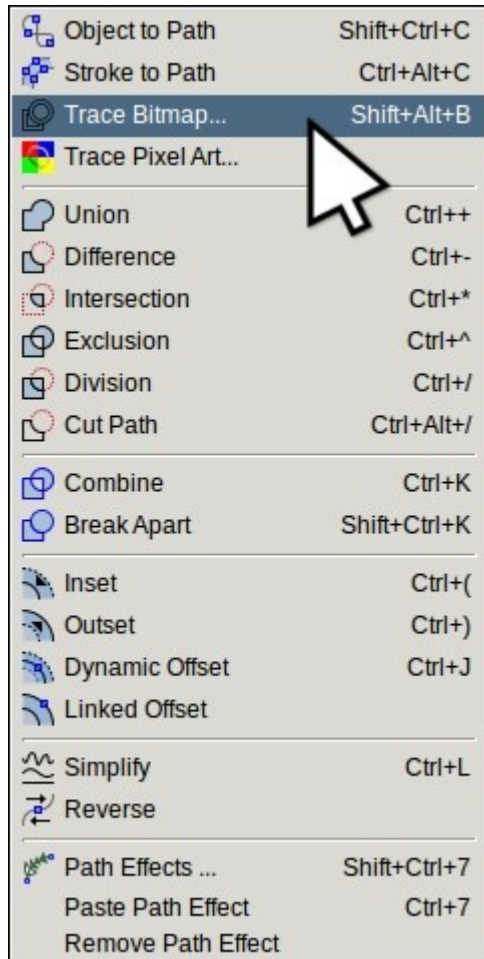 Object to Path Shift+Ctrl+C
Stroke to Path Ctrl+Alt+C
Trace Bitmap... Shift+Alt+B
Trace Pixel Art...
Union Ctrl++
Difference Ctrl+-
Intersection Ctrl+*
Exclusion Ctrl+^
Division Ctrl+/
Cut Path Ctrl+Alt+/
Combine Ctrl+K
Break Apart Shift+Ctrl+K
Inset Ctrl+(
Outset Ctrl+)
Dynamic Offset Ctrl+J
Linked Offset
Simplify Ctrl+L
Reverse
Path Effects ... Shift+Ctrl+7
Paste Path Effect Ctrl+7
Remove Path Effect